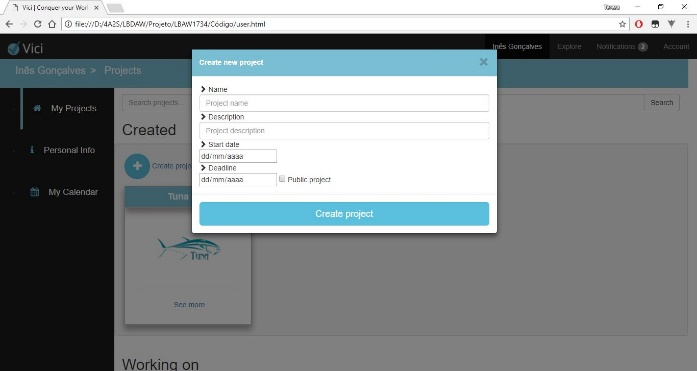 Vici | Conquer your Worl
file:///D:/4A2S/LBDAW/Projeto/LBAW1734/Código/user.html
Vici
Inês Gonçalves
Explore
Notifications 2
Account
Inês Gonçalves > Projects
Create new project
My Projects
Personal Info
My Calendar
Search projects...
Search
Created
Create proje
Tuna
Tuna
See more
Name
Project name
Description
Project description
Start date
dd/mm/aaaa
Deadline
dd/mm/aaaa
Public project
Create project
Working on